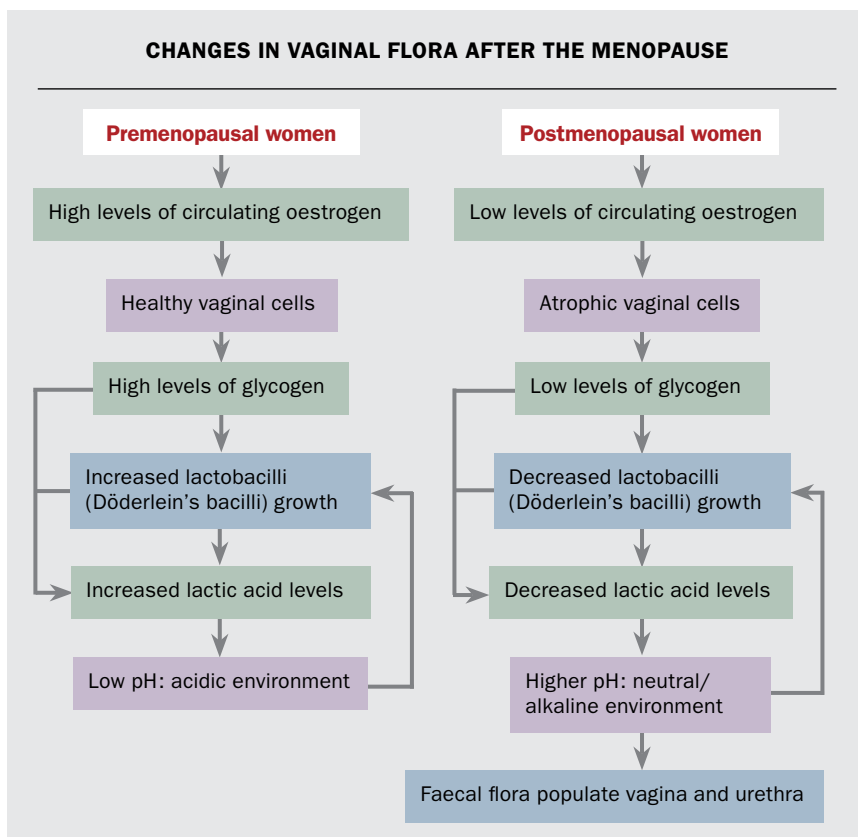 CHANGES IN VAGINAL FLORA AFTER THE MENOPAUSE
Premenopausal women
High levels of circulating oestrogen
Healthy vaginal cells
High levels of glycogen
Increased lactobacilli
(Döderlein’s bacilli) growth
Increased lactic acid levels
Low pH: acidic environment
Postmenopausal women
Low levels of circulating oestrogen
Atrophic vaginal cells
Low levels of glycogen
Decreased lactobacilli
(Döderlein’s bacilli) growth
Decreased lactic acid levels
Higher pH: neutral/
alkaline environment
Faecal flora populate vagina and urethra